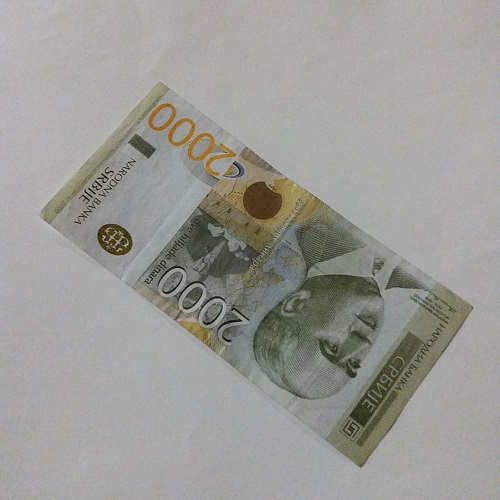 2000
NARODNA BANKA
SRBIJE
dve hiljade dinara
2000
НАРОДНА БАНКА
СРБИЈЕ